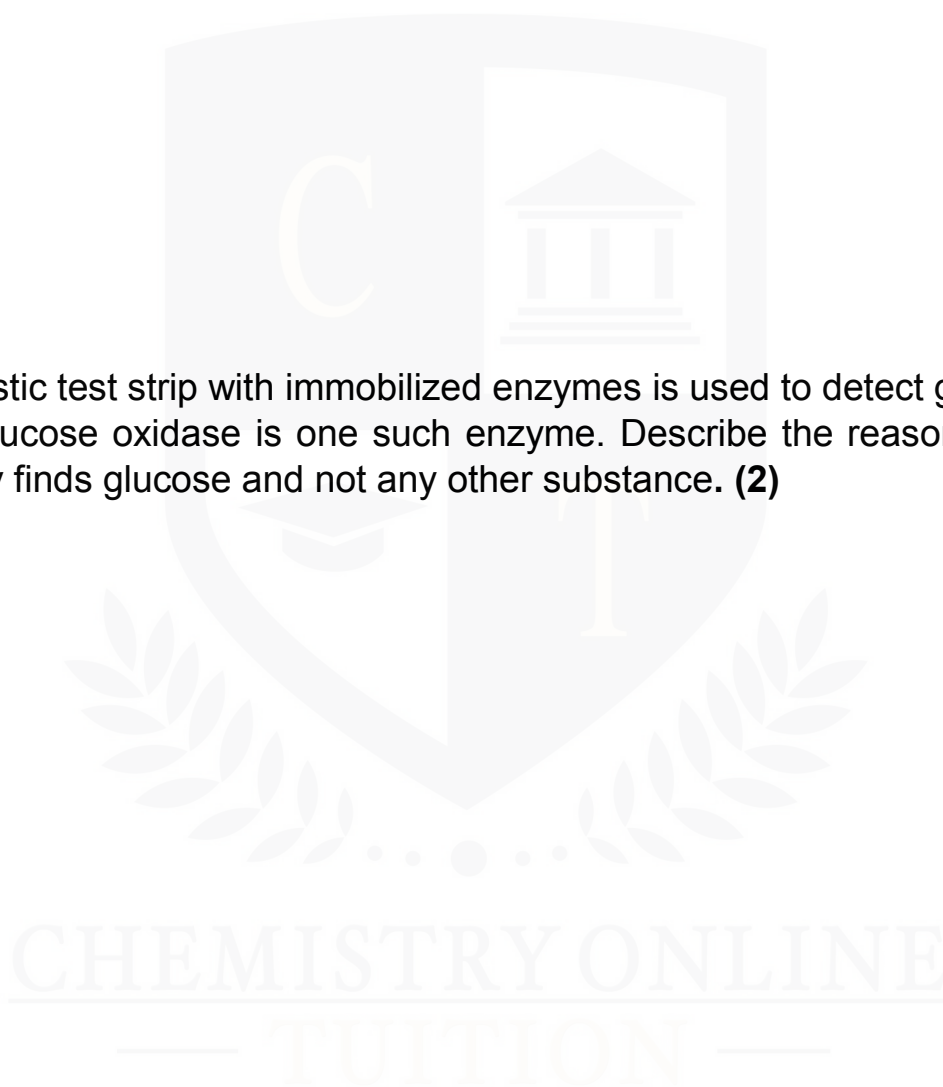 C
T
stic test strip with immobilized enzymes is used to detect g
ucose oxidase is one such enzyme. Describe the reason
y finds glucose and not any other substance. (2)
CHEMISTRY ONLINE
TUITION